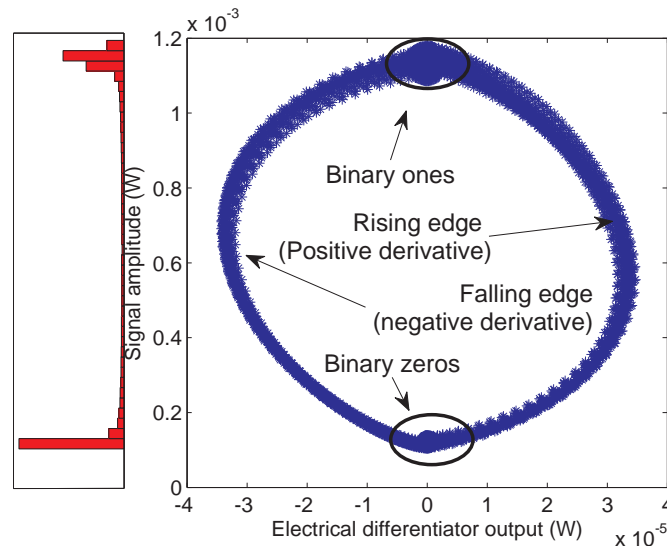 x 10⁻³
1.2
1
0.8
0.6
0.4
0.2
0
Signal amplitude (W)
Binary ones
Rising edge
(Positive derivative)
Falling edge
(negative derivative)
Binary zeros
-4 -3 -2 -1 0 1 2 3 4
Electrical differentiator output (W)
x 10⁻⁵